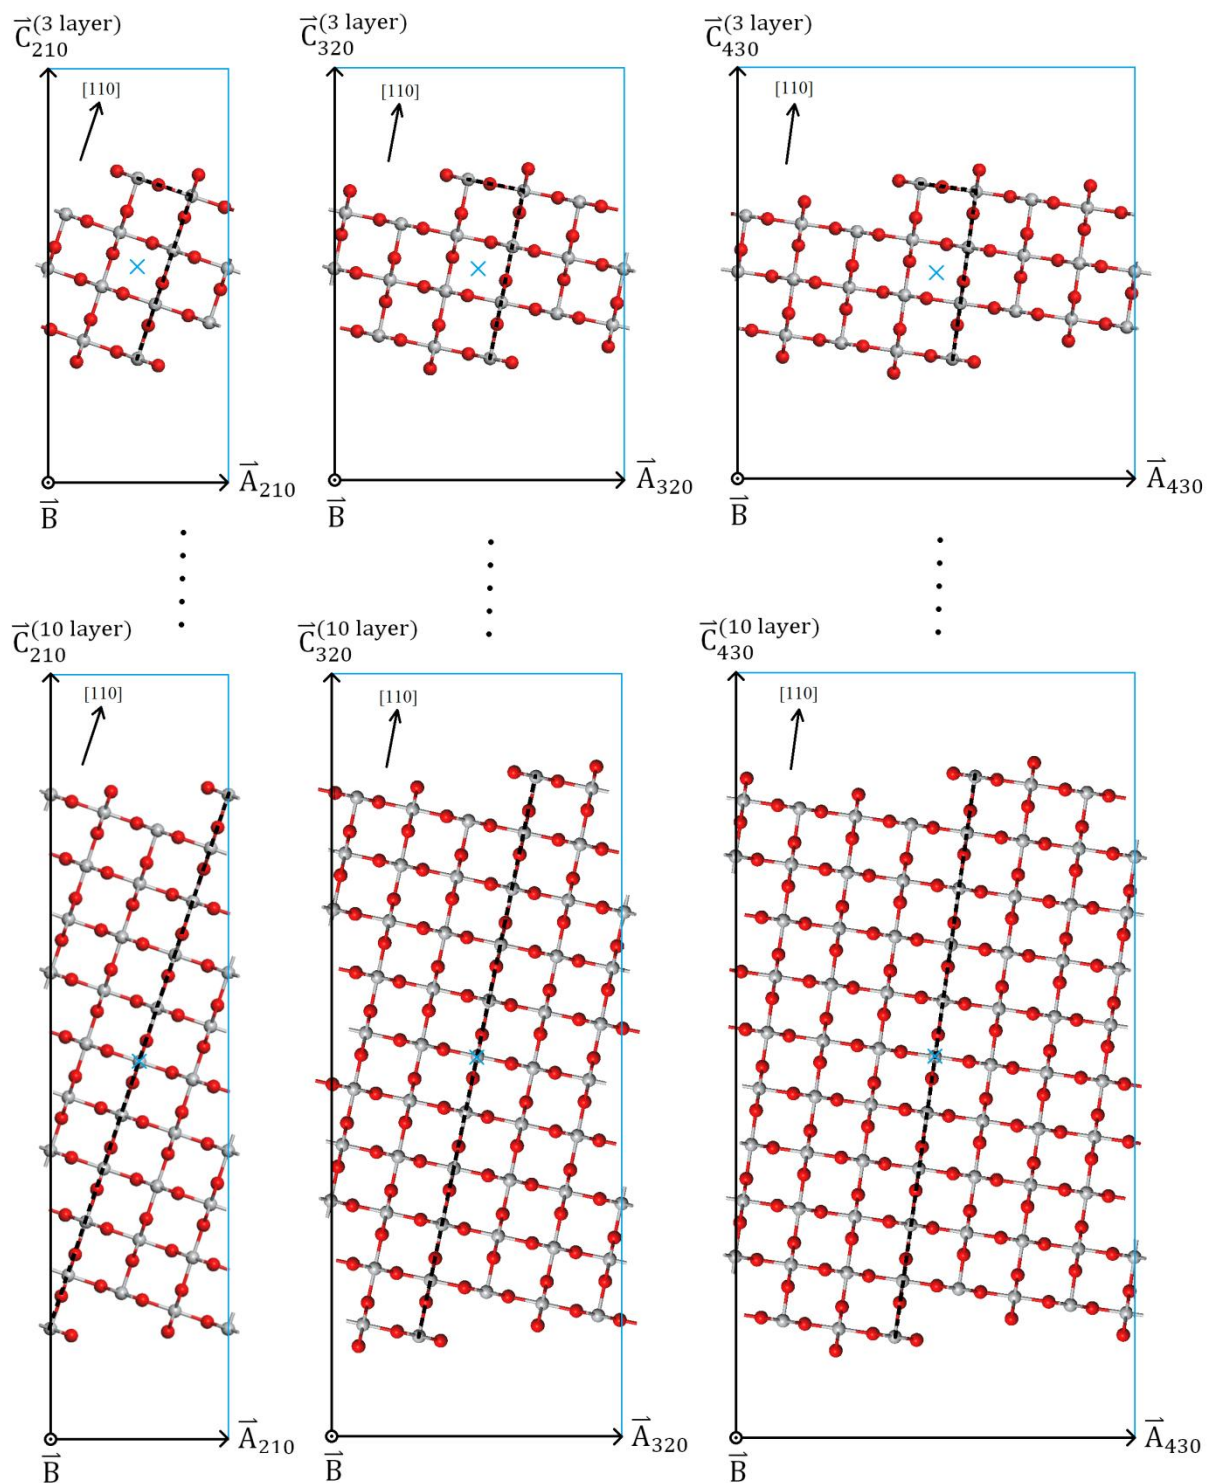 C⃗₂₁₀⁽³ ˡᵃʸᵉʳ⁾
[110]
B⃗
A⃗₂₁₀
C⃗₃₂₀⁽³ ˡᵃʸᵉʳ⁾
[110]
B⃗
A⃗₃₂₀
C⃗₄₃₀⁽³ ˡᵃʸᵉʳ⁾
[110]
B⃗
A⃗₄₃₀
C⃗₂₁₀⁽¹⁰ ˡᵃʸᵉʳ⁾
[110]
B⃗
A⃗₂₁₀
C⃗₃₂₀⁽¹⁰ ˡᵃʸᵉʳ⁾
[110]
B⃗
A⃗₃₂₀
C⃗₄₃₀⁽¹⁰ ˡᵃʸᵉʳ⁾
[110]
B⃗
A⃗₄₃₀